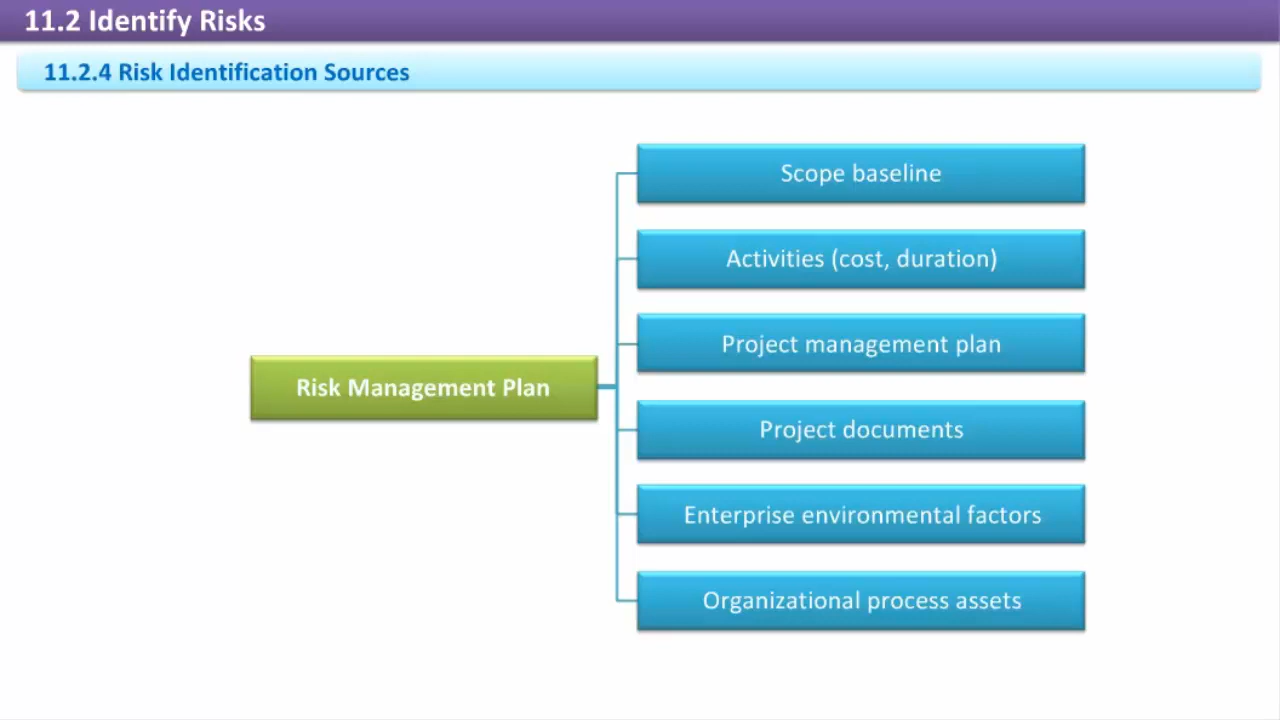 11.2 Identify Risks
11.2.4 Risk Identification Sources
Risk Management Plan
Scope baseline
Activities (cost, duration)
Project management plan
Project documents
Enterprise environmental factors
Organizational process assets